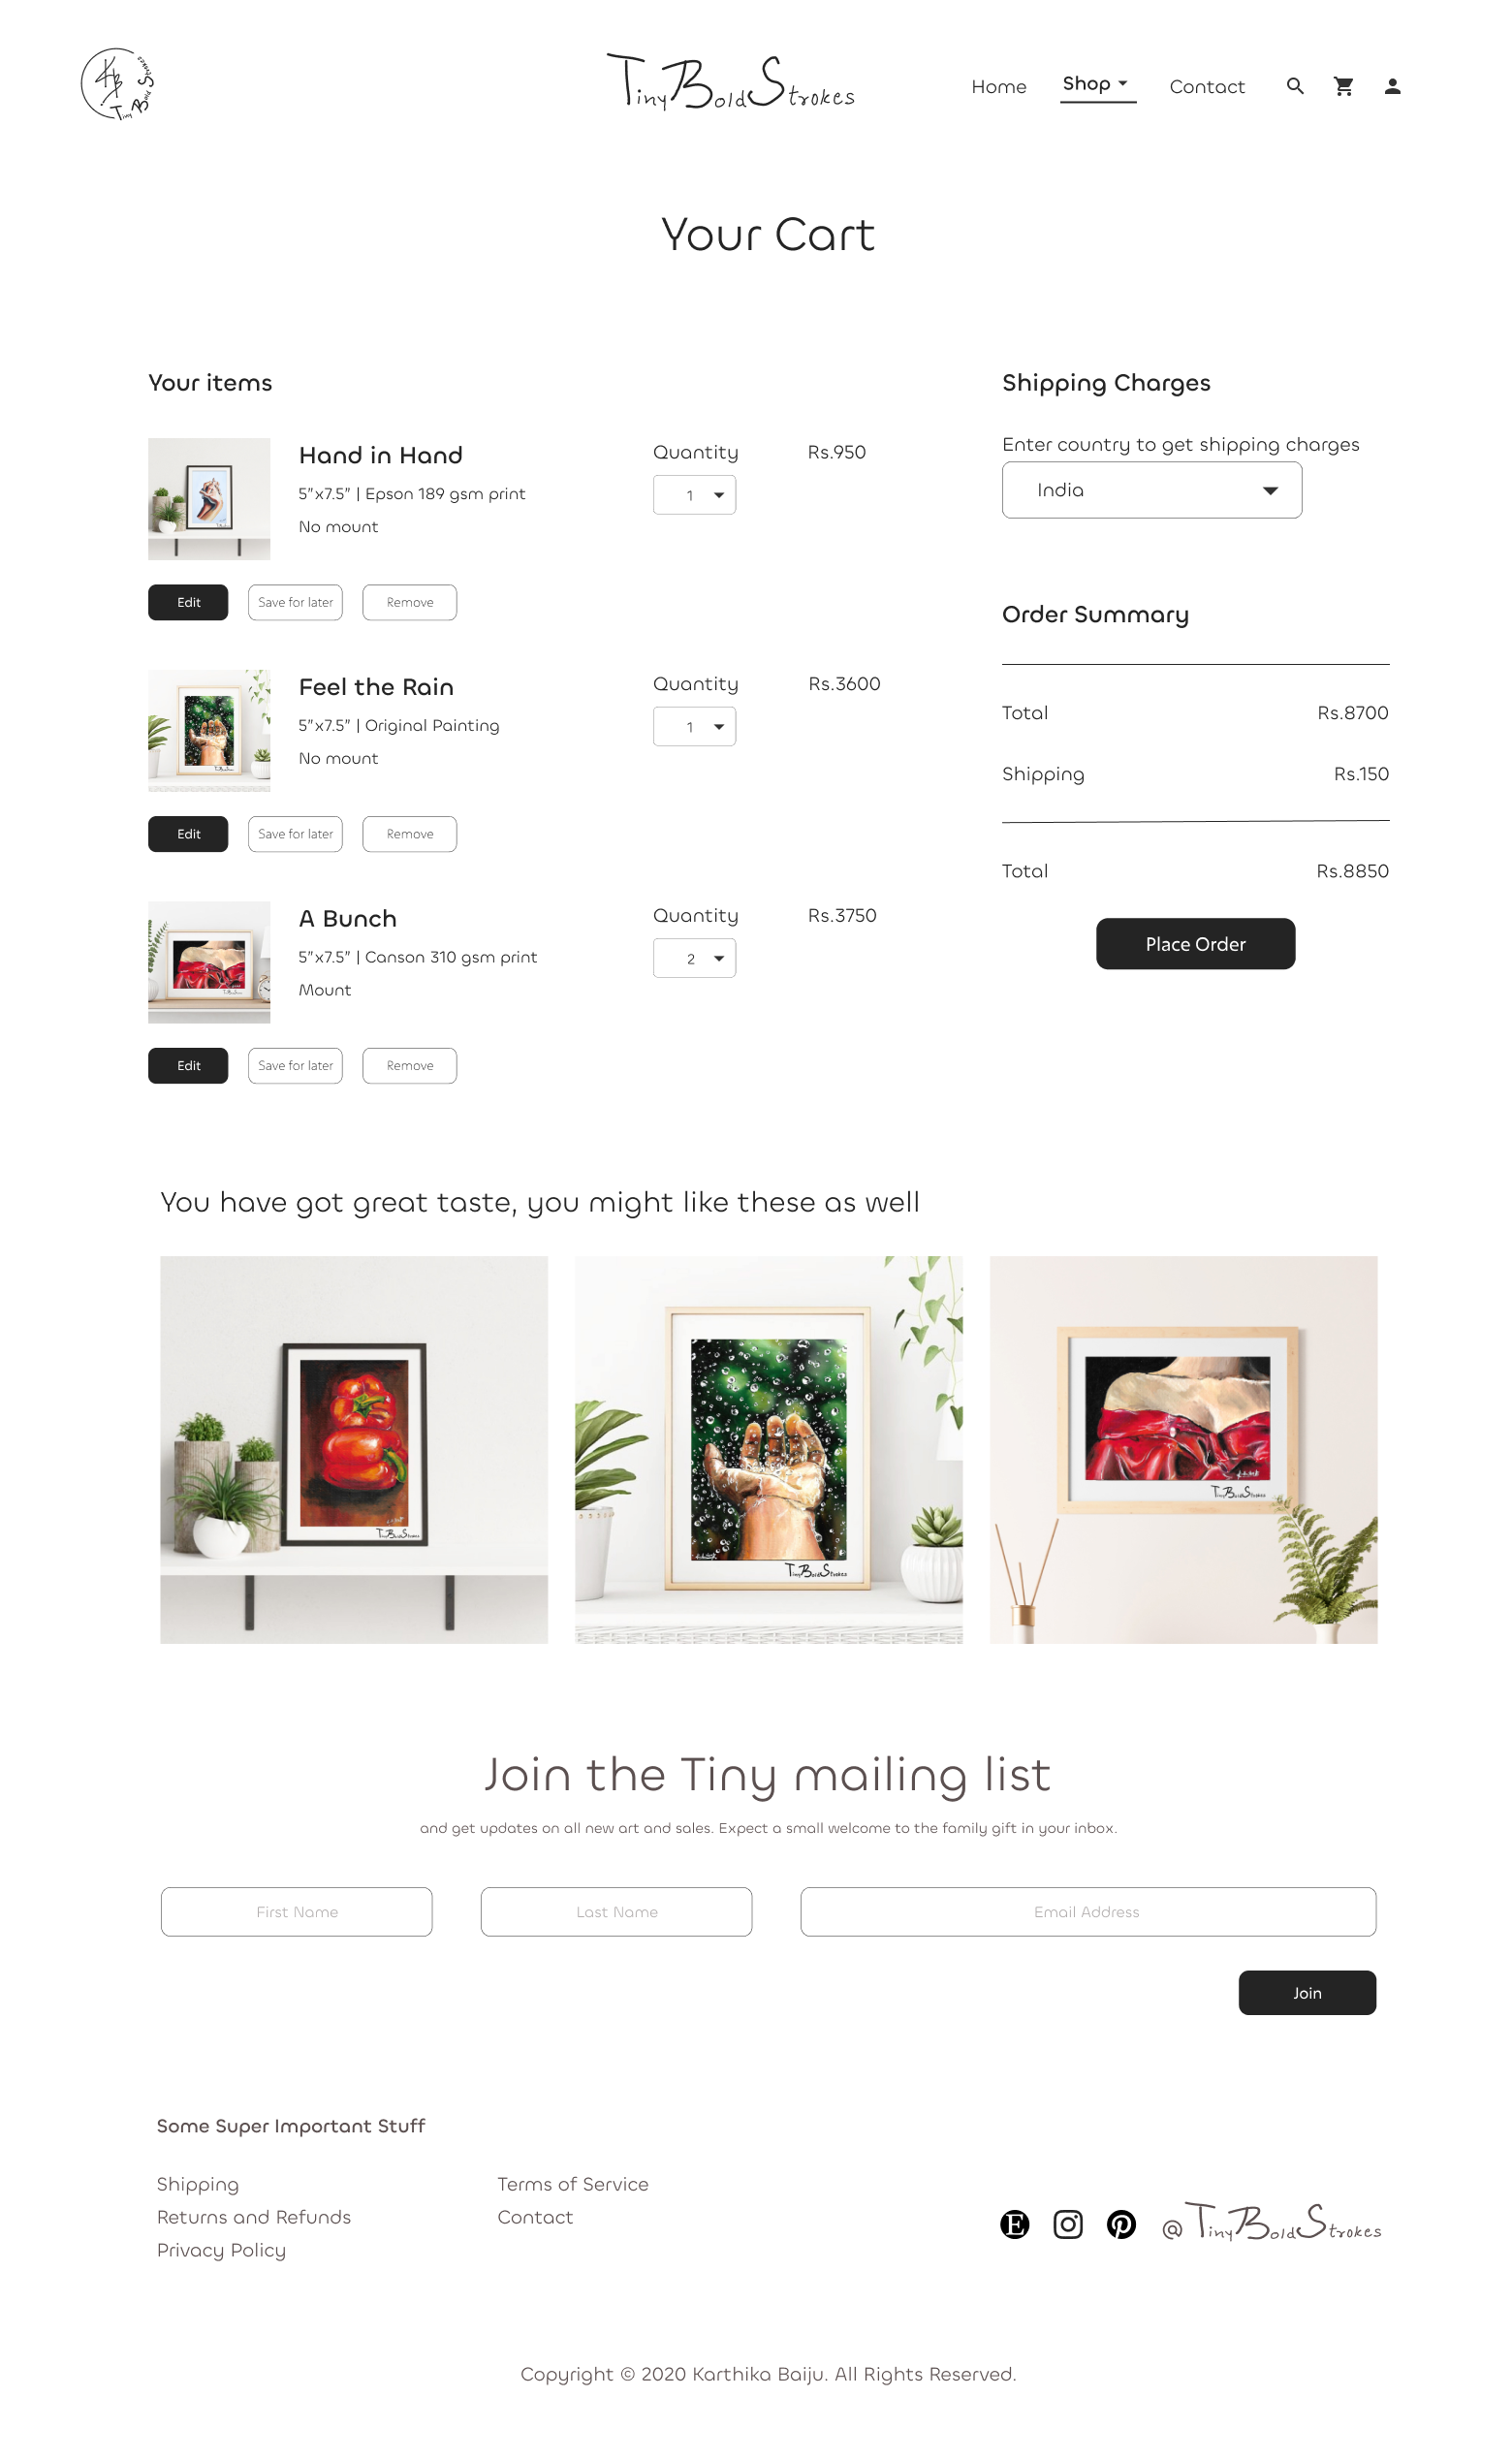 KB Tiny Bold Strokes
TinyBoldStrokes
Home
Shop
Contact
Your Cart
Your items
Hand in Hand
5”x7.5” | Epson 189 gsm print
No mount
Quantity
1
Rs.950
Edit
Save for later
Remove
Feel the Rain
5”x7.5” | Original Painting
No mount
Quantity
1
Rs.3600
Edit
Save for later
Remove
A Bunch
5”x7.5” | Canson 310 gsm print
Mount
Quantity
2
Rs.3750
Edit
Save for later
Remove
Shipping Charges
Enter country to get shipping charges
India
Order Summary
Total Rs.8700
Shipping Rs.150
Total Rs.8850
Place Order
You have got great taste, you might like these as well
TinyBoldStrokes
TinyBoldStrokes
TinyBoldStrokes
Join the Tiny mailing list
and get updates on all new art and sales. Expect a small welcome to the family gift in your inbox.
First Name
Last Name
Email Address
Join
Some Super Important Stuff
Shipping
Returns and Refunds
Privacy Policy
Terms of Service
Contact
E
@TinyBoldStrokes
Copyright © 2020 Karthika Baiju. All Rights Reserved.